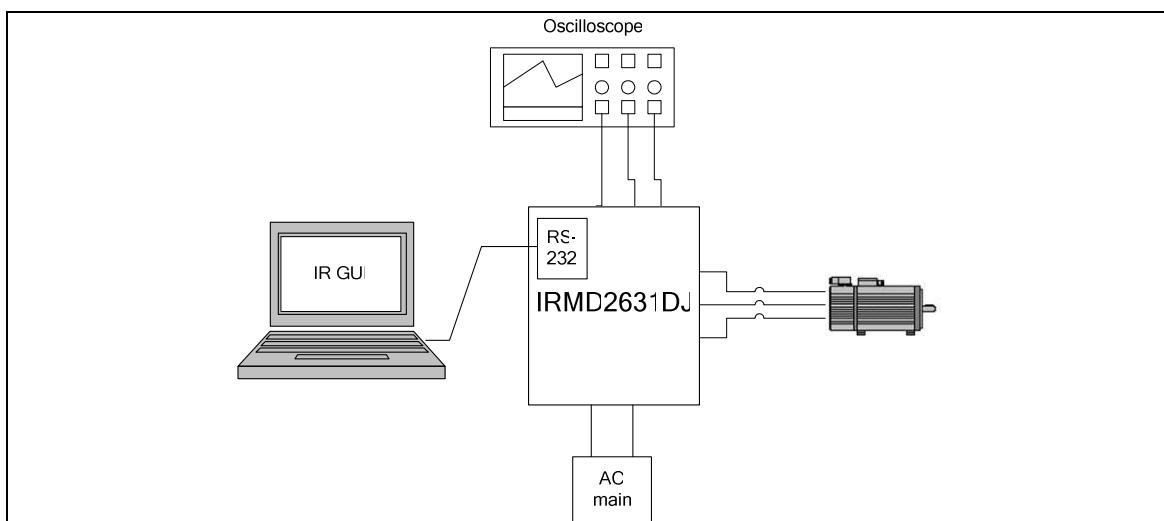 Oscilloscope
RS-
232
IR GUI
IRMD2631DJ
AC
main